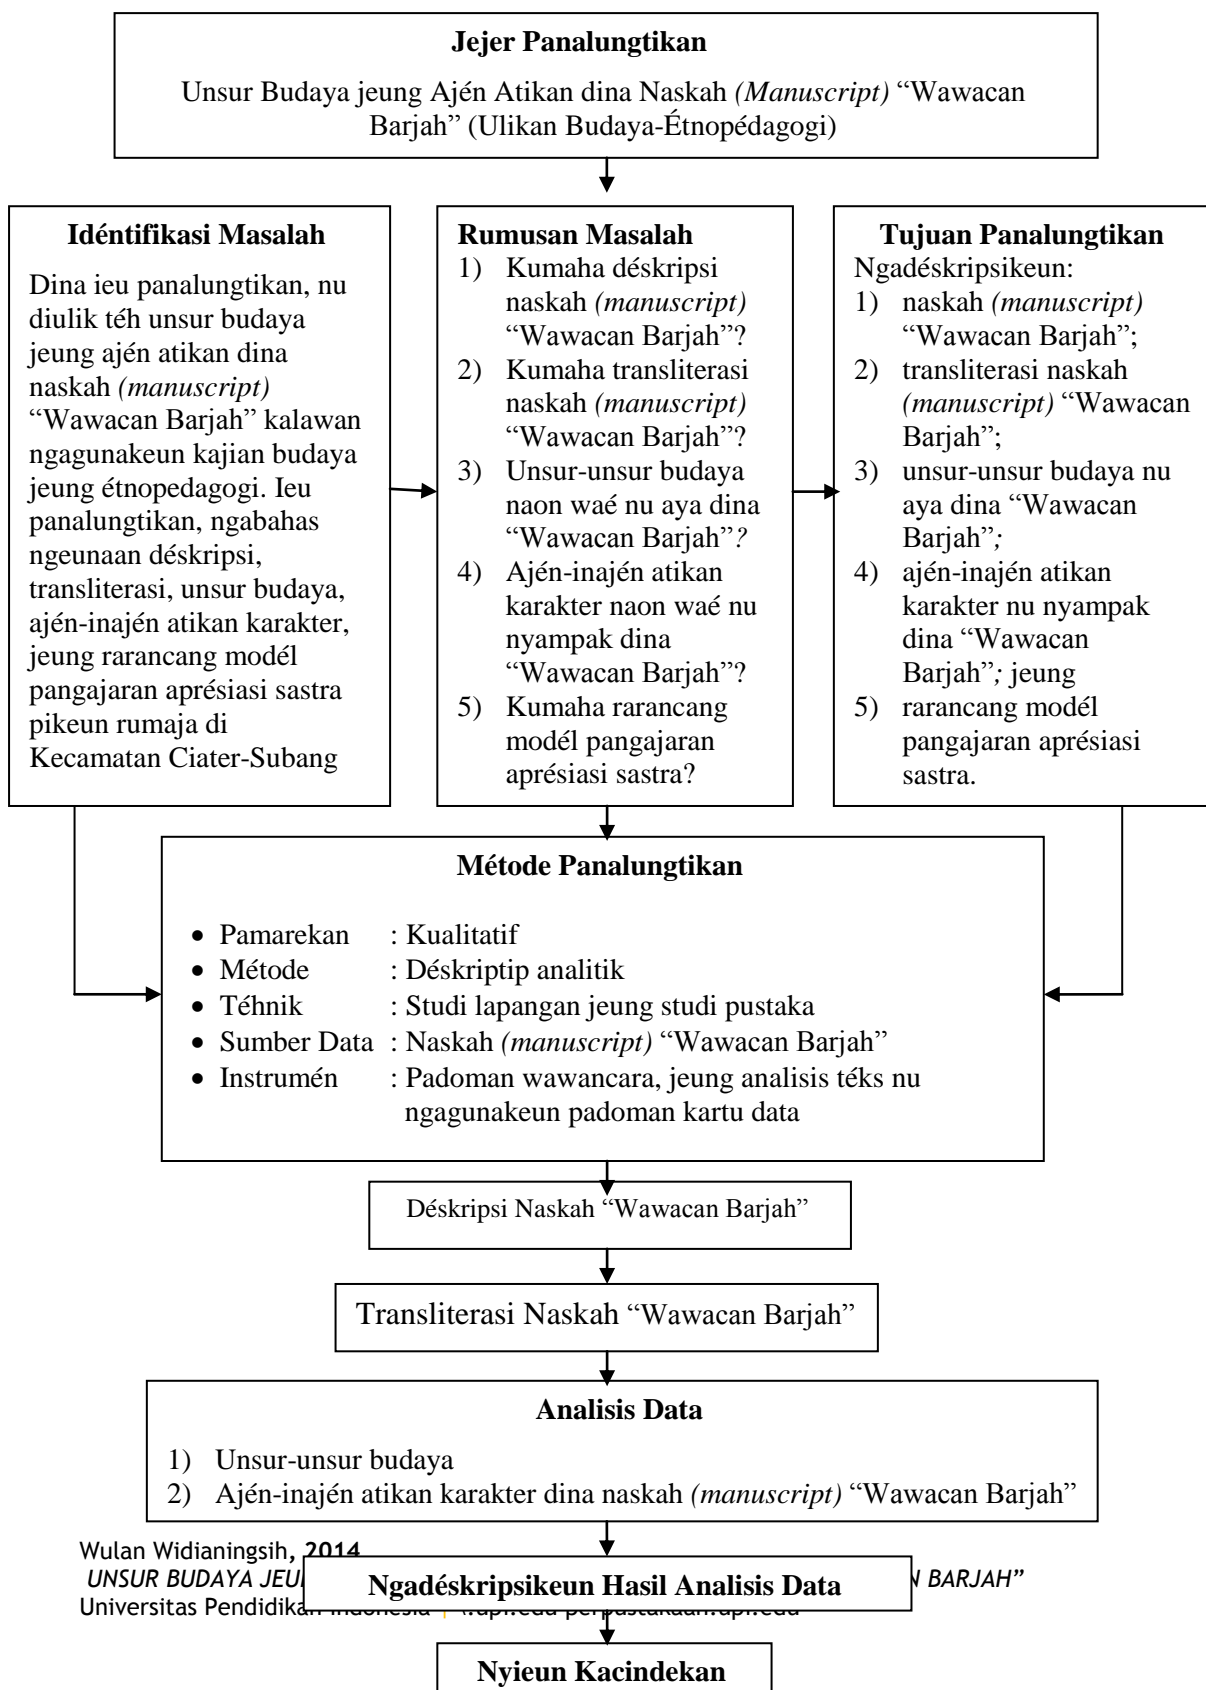 Jejer Panalungtikan
Unsur Budaya jeung Ajén Atikan dina Naskah (Manuscript) “Wawacan
Barjah” (Ulikan Budaya-Étnopédagogi)
Idéntifikasi Masalah
Dina ieu panalungtikan, nu
diulik téh unsur budaya
jeung ajén atikan dina
naskah (manuscript)
“Wawacan Barjah” kalawan
ngagunakeun kajian budaya
jeung étnopedagogi. Ieu
panalungtikan, ngabahas
ngeunaan déskripsi,
transliterasi, unsur budaya,
ajén-inajén atikan karakter,
jeung rarancang modél
pangajaran aprésiasi sastra
pikeun rumaja di
Kecamatan Ciater-Subang
Rumusan Masalah
1) Kumaha déskripsi
naskah (manuscript)
“Wawacan Barjah”?
2) Kumaha transliterasi
naskah (manuscript)
“Wawacan Barjah”?
3) Unsur-unsur budaya
naon waé nu aya dina
“Wawacan Barjah”?
4) Ajén-inajén atikan
karakter naon waé nu
nyampak dina
“Wawacan Barjah”?
5) Kumaha rarancang
modél pangajaran
aprésiasi sastra?
Tujuan Panalungtikan
Ngadéskripsikeun:
1) naskah (manuscript)
“Wawacan Barjah”;
2) transliterasi naskah
(manuscript) “Wawacan
Barjah”;
3) unsur-unsur budaya nu
aya dina “Wawacan
Barjah”;
4) ajén-inajén atikan
karakter nu nyampak
dina “Wawacan
Barjah”; jeung
5) rarancang modél
pangajaran aprésiasi
sastra.
Métode Panalungtikan
• Pamarekan : Kualitatif
• Métode : Déskriptip analitik
• Téhnik : Studi lapangan jeung studi pustaka
• Sumber Data : Naskah (manuscript) “Wawacan Barjah”
• Instrumén : Padoman wawancara, jeung analisis téks nu
ngagunakeun padoman kartu data
Déskripsi Naskah “Wawacan Barjah”
Transliterasi Naskah “Wawacan Barjah”
Analisis Data
1) Unsur-unsur budaya
2) Ajén-inajén atikan karakter dina naskah (manuscript) “Wawacan Barjah”
Wulan Widianingsih, 2014
UNSUR BUDAYA BARJAH”
Universitas Pendidikan Indonesia | .upi.edu perpustakaan.upi.edu
Ngadéskripsikeun Hasil Analisis Data
Nyieun Kacindekan